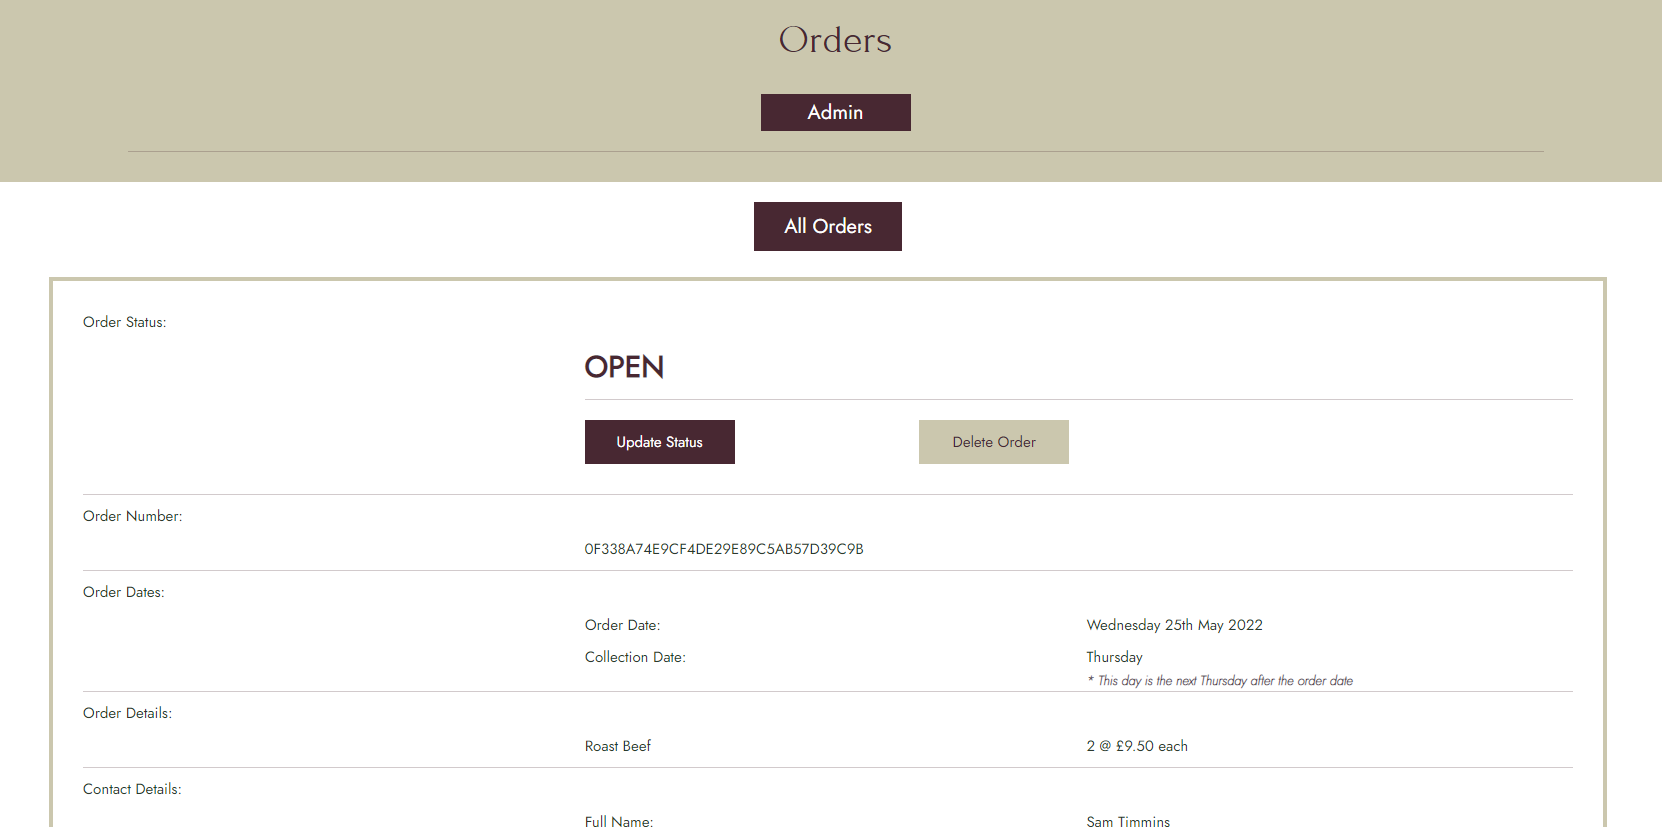 Orders
Admin
All Orders
Order Status:
OPEN
Update Status Delete Order
Order Number:
0F338A74E9CF4DE29E89C5AB57D39C9B
Order Dates:
Order Date: Wednesday 25th May 2022
Collection Date: Thursday
* This day is the next Thursday after the order date
Order Details:
Roast Beef 2 @ £9.50 each
Contact Details:
Full Name: Sam Timmins